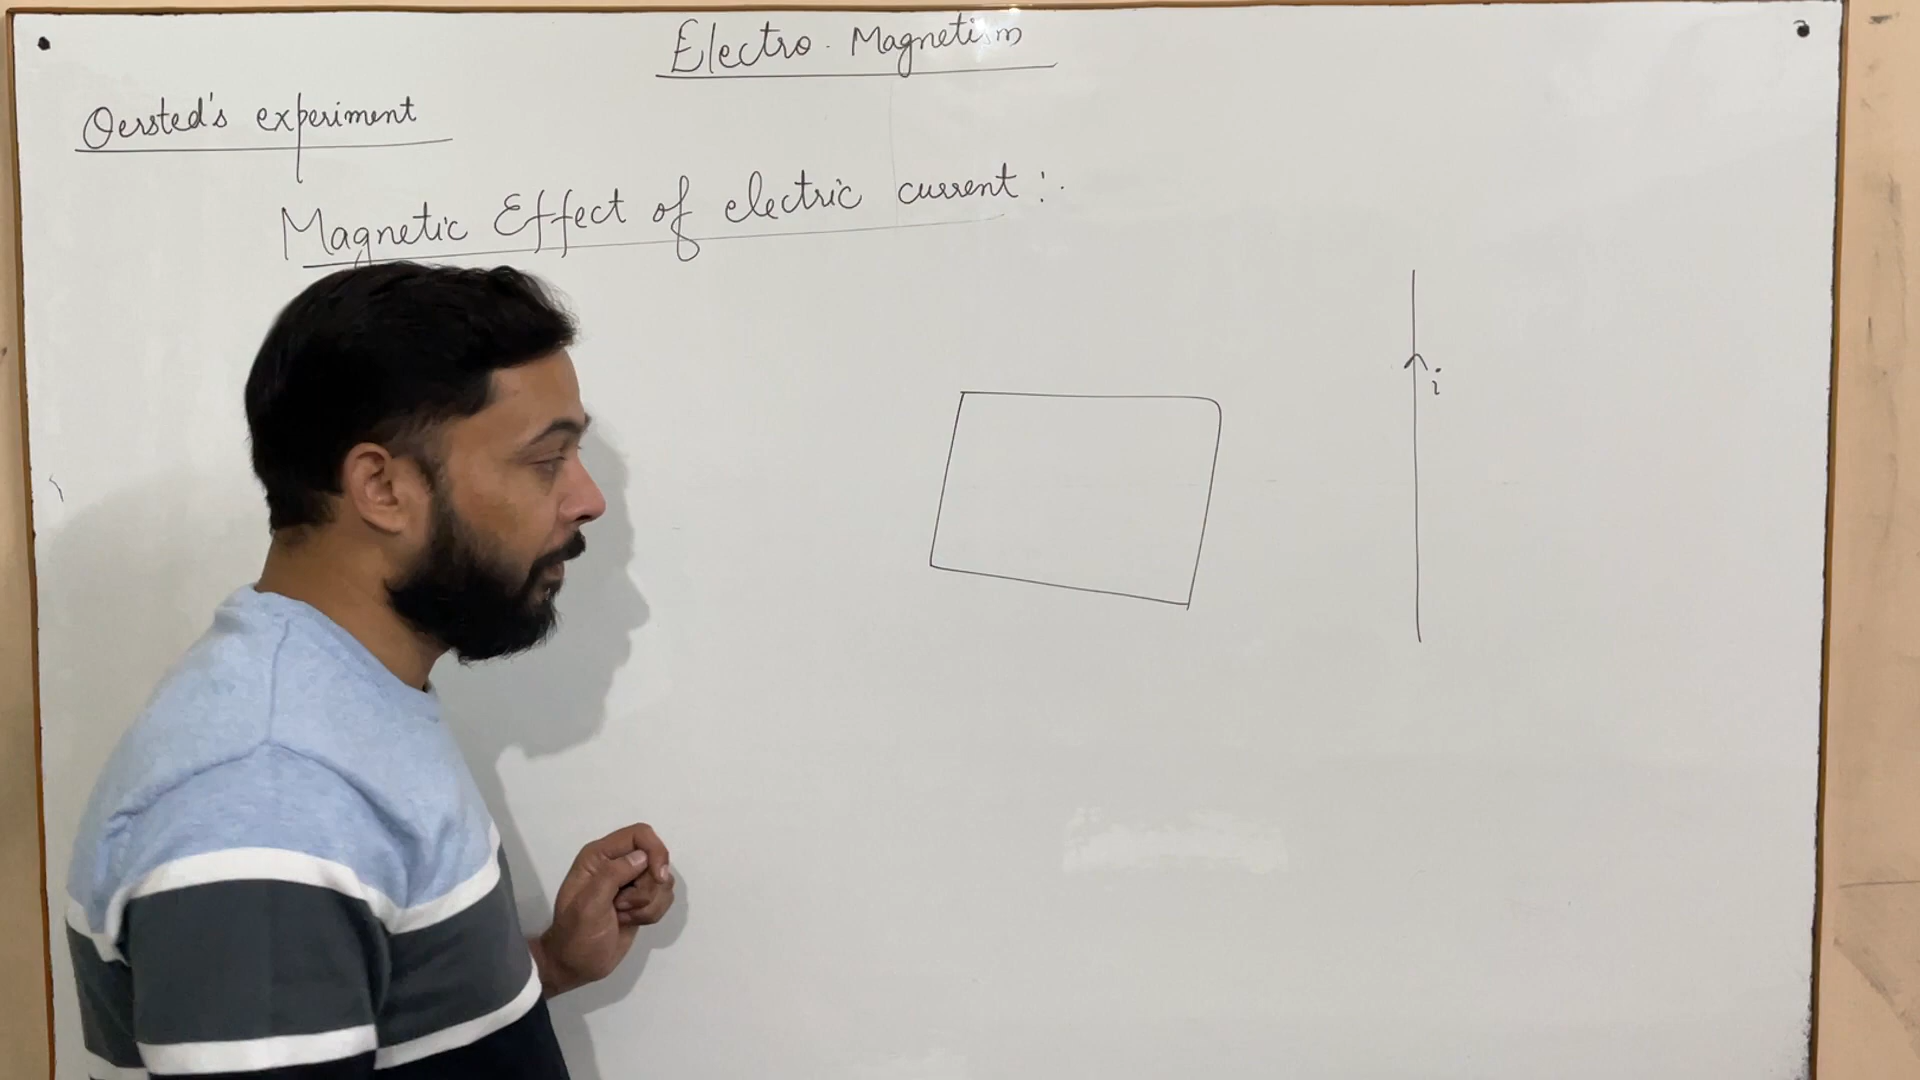 Electro. Magnetism
Oersted's experiment
Magnetic Effect of electric current :.
i